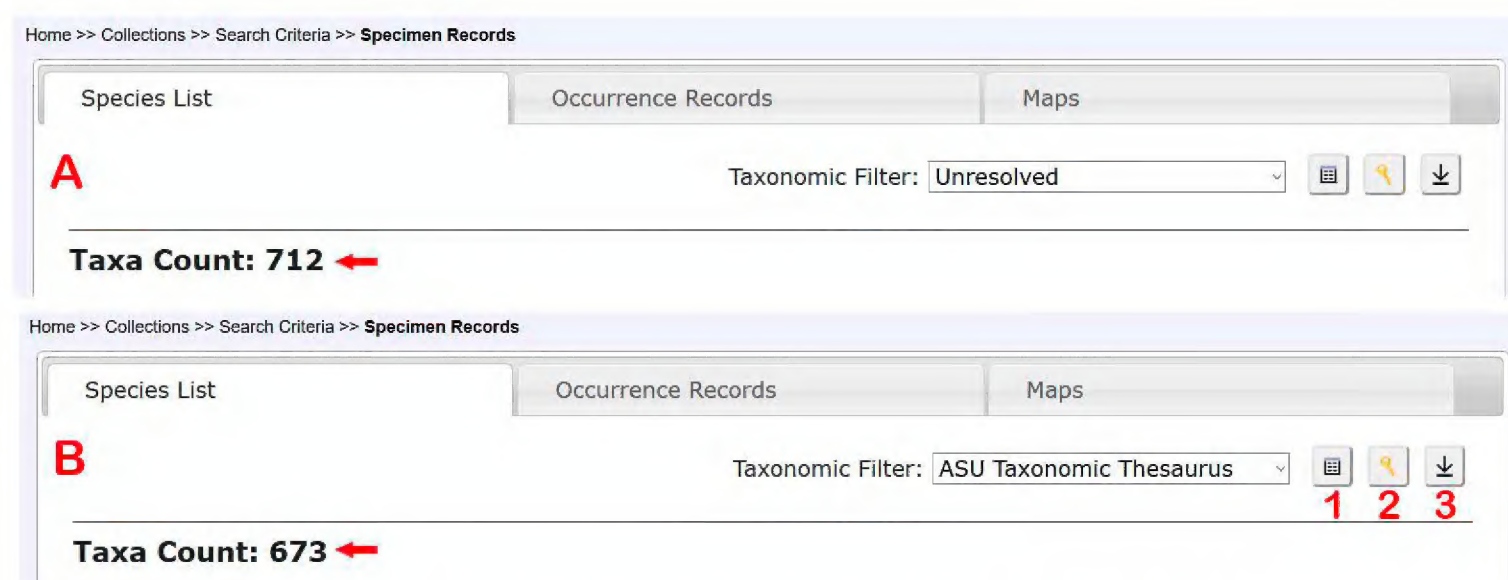 Home >> Collections >> Search Criteria >> Specimen Records
Species List Occurrence Records Maps
A
Taxonomic Filter: Unresolved
Taxa Count: 712
Home >> Collections >> Search Criteria >> Specimen Records
Species List Occurrence Records Maps
B
Taxonomic Filter: ASU Taxonomic Thesaurus
1 2 3
Taxa Count: 673